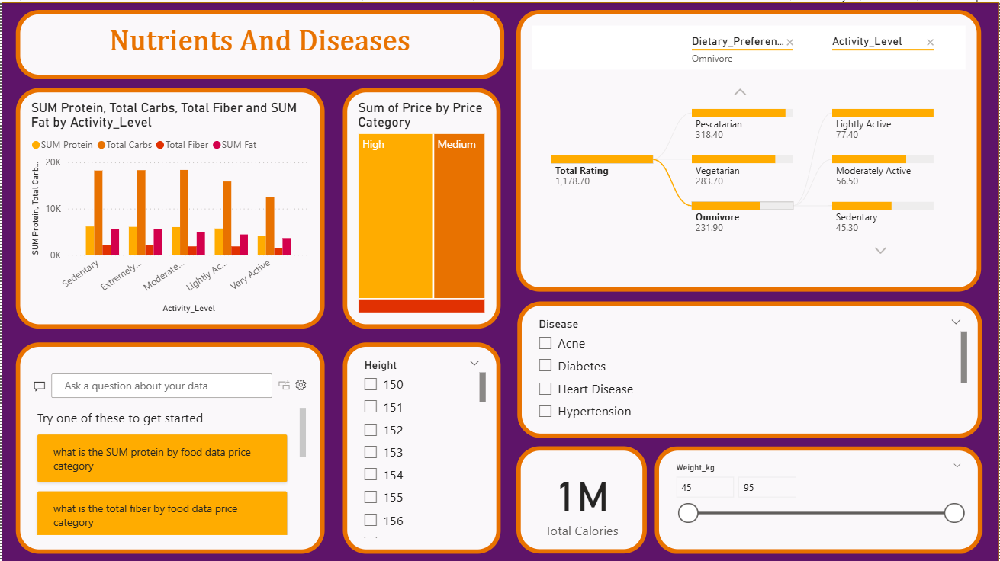 Nutrients And Diseases
SUM Protein, Total Carbs, Total Fiber and SUM
Fat by Activity_Level
SUM Protein Total Carbs Total Fiber SUM Fat
SUM Protein, Total Carb...
20K
10K
0K
Sedentary
Extremely...
Moderate...
Lightly Ac...
Very Active
Activity_Level
Sum of Price by Price
Category
High
Medium
Dietary_Preferen...
Omnivore
Activity_Level
Total Rating
1,178.70
Pescatarian
318.40
Vegetarian
283.70
Omnivore
231.90
Lightly Active
77.40
Moderately Active
56.50
Sedentary
45.30
Ask a question about your data
Try one of these to get started
what is the SUM protein by food data price
category
what is the total fiber by food data price
category
Height
150
151
152
153
154
155
156
Disease
Acne
Diabetes
Heart Disease
Hypertension
1M
Total Calories
Weight_kg
45
95